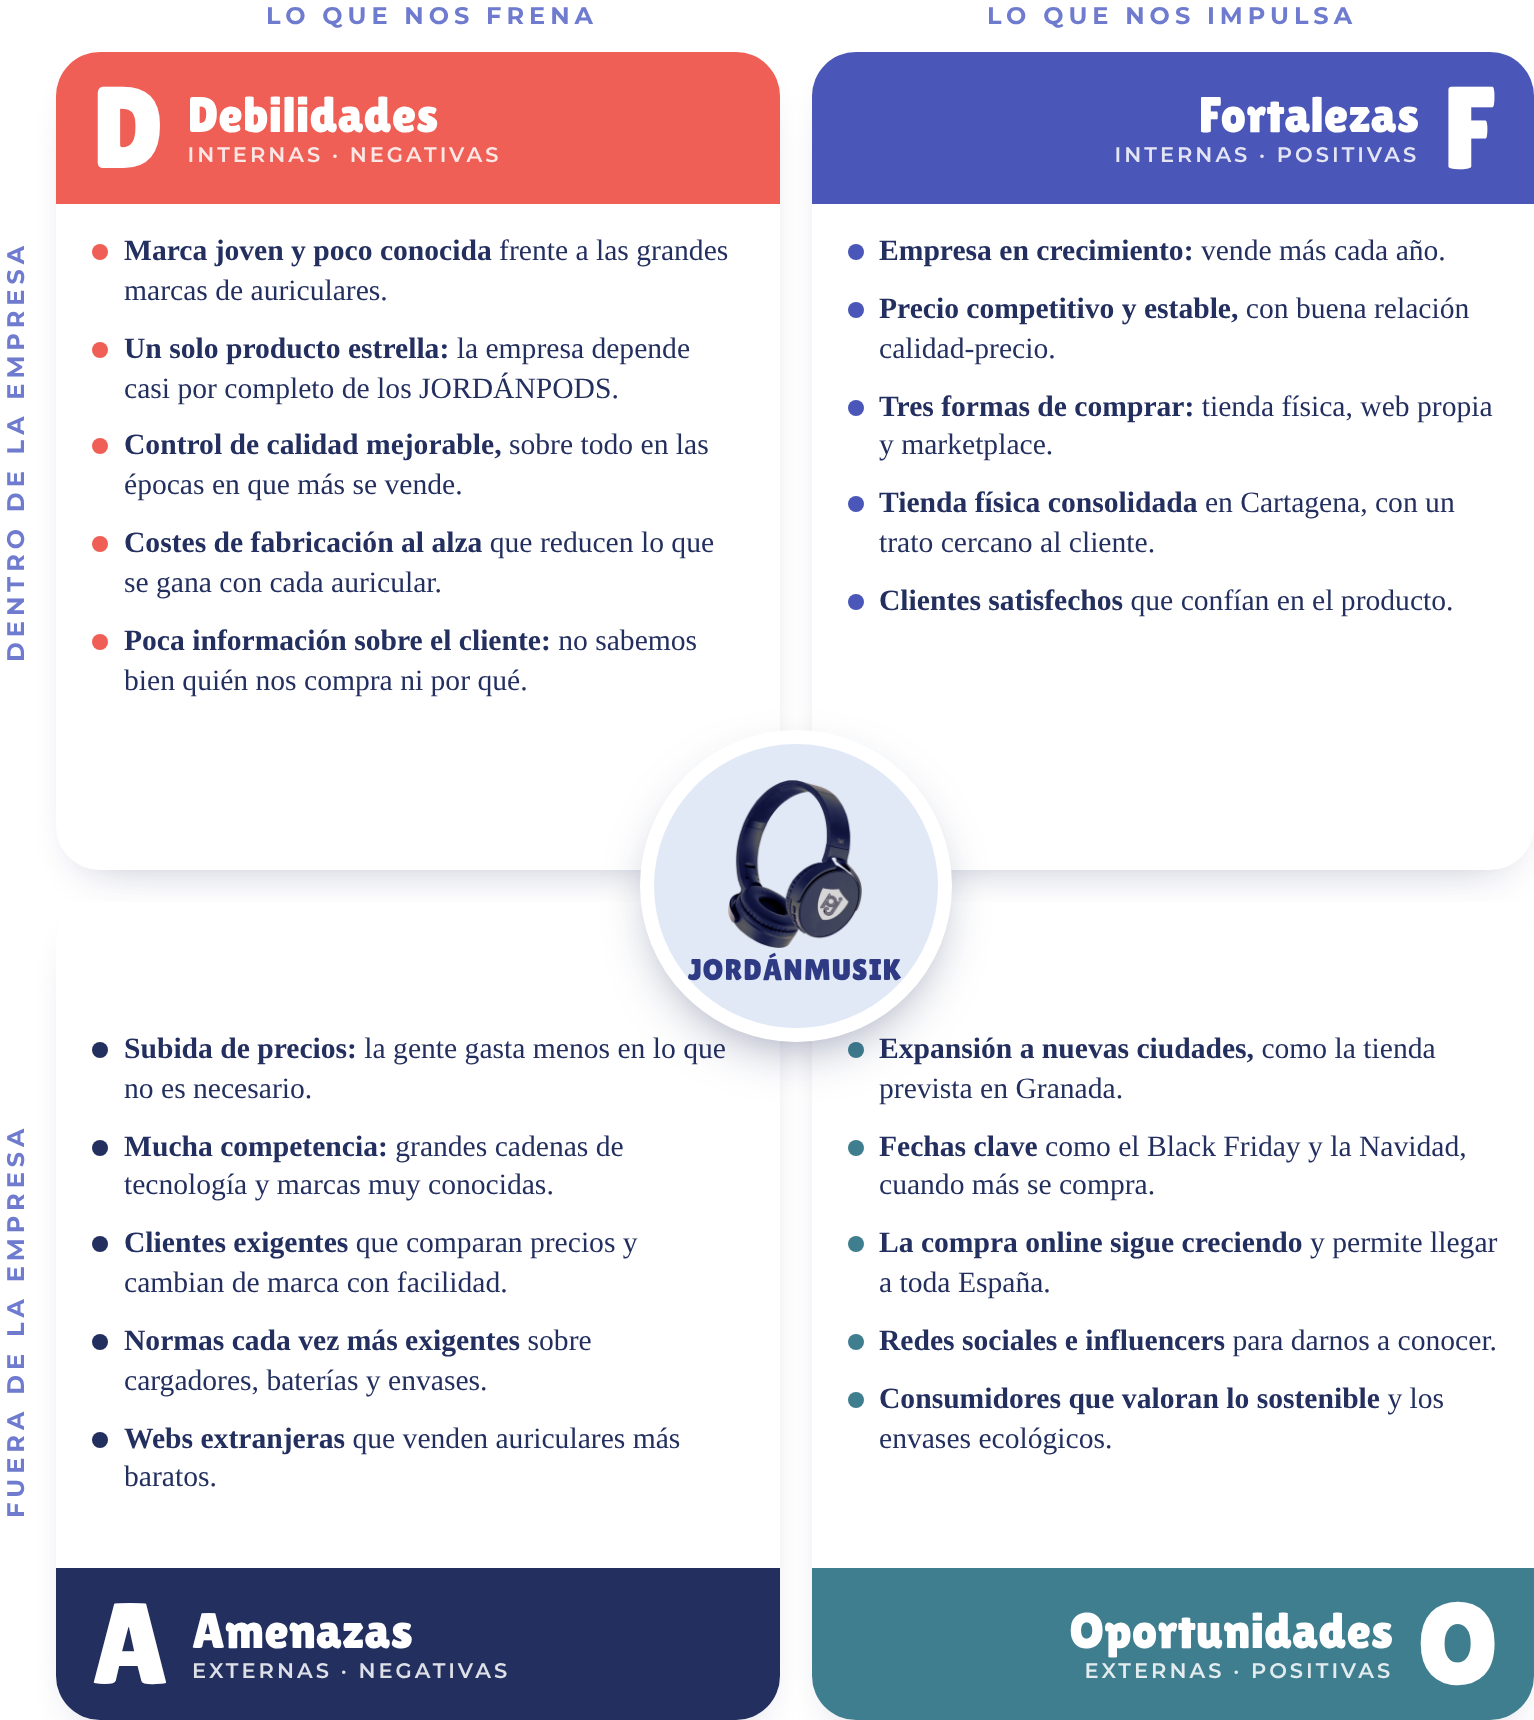 LO QUE NOS FRENA
LO QUE NOS IMPULSA
DENTRO DE LA EMPRESA
D
Debilidades
INTERNAS · NEGATIVAS
Marca joven y poco conocida frente a las grandes
marcas de auriculares.
Un solo producto estrella: la empresa depende
casi por completo de los JORDÁNPODS.
Control de calidad mejorable, sobre todo en las
épocas en que más se vende.
Costes de fabricación al alza que reducen lo que
se gana con cada auricular.
Poca información sobre el cliente: no sabemos
bien quién nos compra ni por qué.
Fortalezas
INTERNAS · POSITIVAS
F
Empresa en crecimiento: vende más cada año.
Precio competitivo y estable, con buena relación
calidad-precio.
Tres formas de comprar: tienda física, web propia
y marketplace.
Tienda física consolidada en Cartagena, con un
trato cercano al cliente.
Clientes satisfechos que confían en el producto.
JORDÁNMUSIK
FUERA DE LA EMPRESA
Subida de precios: la gente gasta menos en lo que
no es necesario.
Mucha competencia: grandes cadenas de
tecnología y marcas muy conocidas.
Clientes exigentes que comparan precios y
cambian de marca con facilidad.
Normas cada vez más exigentes sobre
cargadores, baterías y envases.
Webs extranjeras que venden auriculares más
baratos.
A
Amenazas
EXTERNAS · NEGATIVAS
Expansión a nuevas ciudades, como la tienda
prevista en Granada.
Fechas clave como el Black Friday y la Navidad,
cuando más se compra.
La compra online sigue creciendo y permite llegar
a toda España.
Redes sociales e influencers para darnos a conocer.
Consumidores que valoran lo sostenible y los
envases ecológicos.
Oportunidades
EXTERNAS · POSITIVAS
O